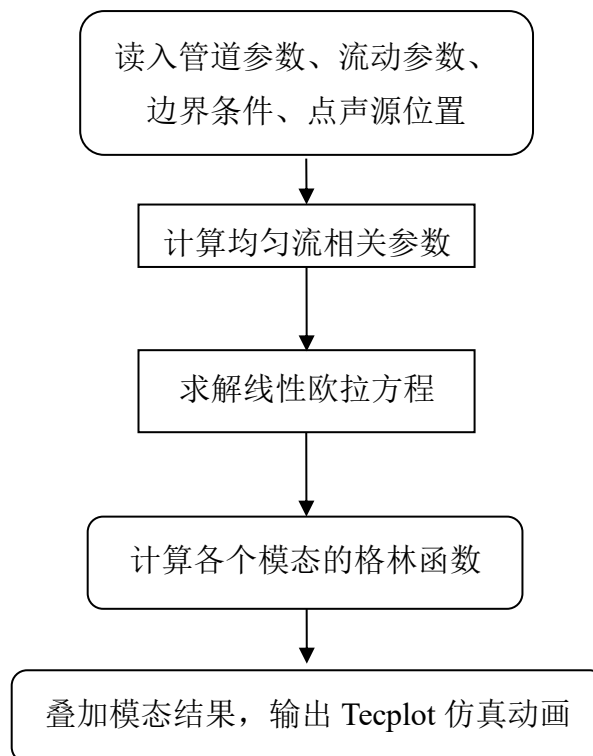 读入管道参数、流动参数、
边界条件、点声源位置
计算均匀流相关参数
求解线性欧拉方程
计算各个模态的格林函数
叠加模态结果，输出 Tecplot 仿真动画